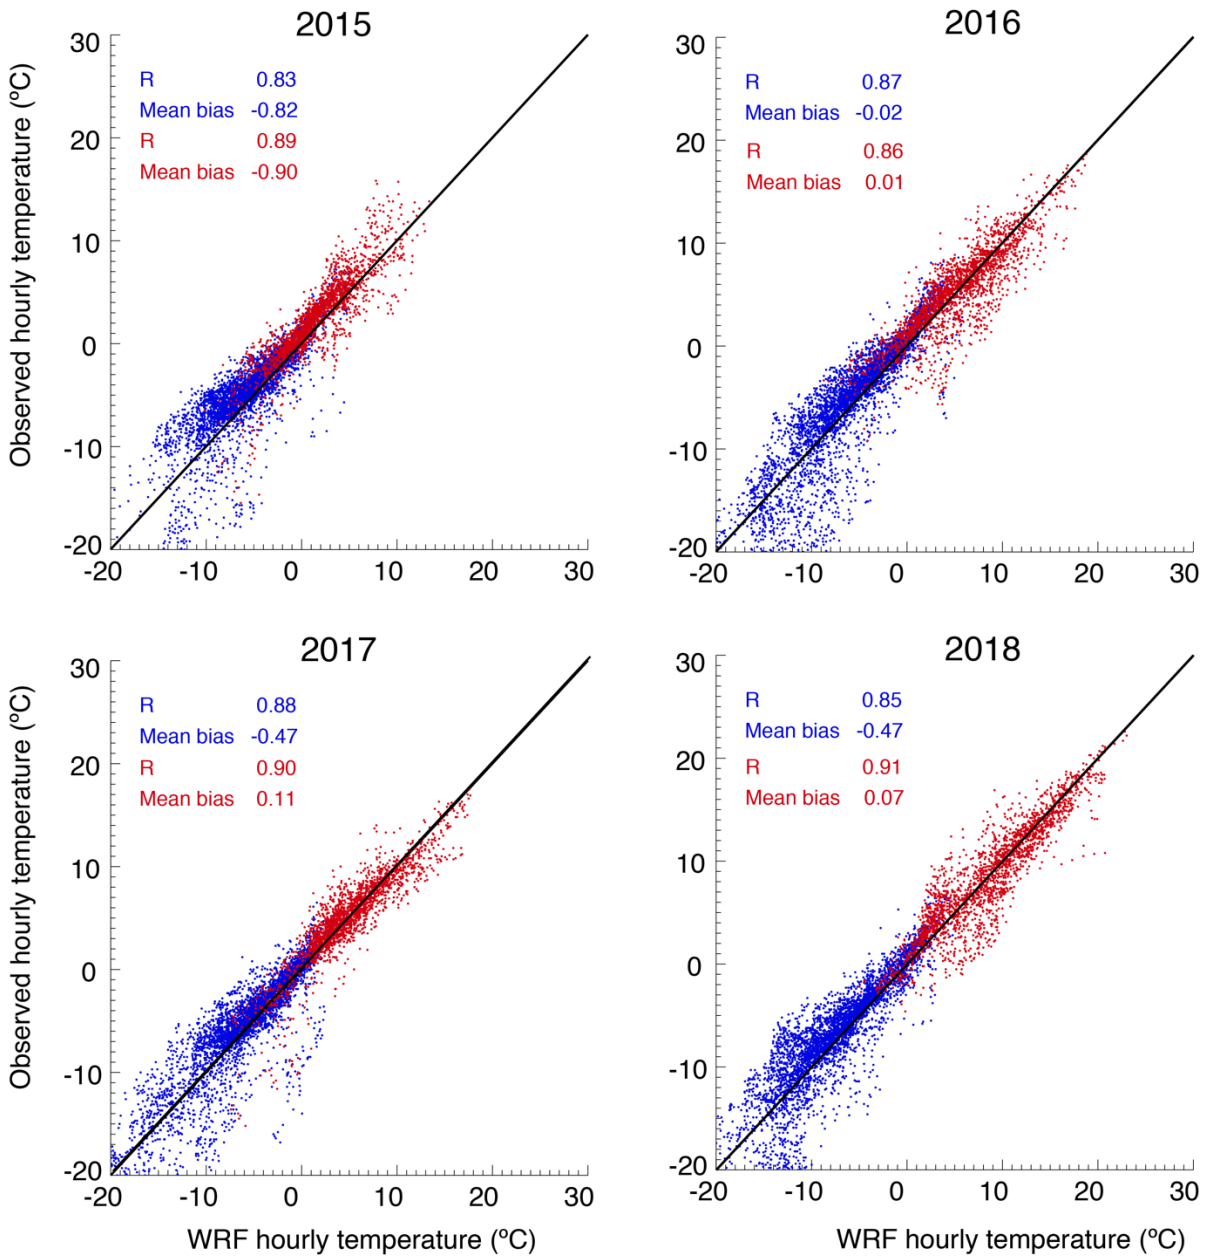 2015
Observed hourly temperature (ºC)
30
20
10
0
-10
-20
R 0.83
Mean bias -0.82
R 0.89
Mean bias -0.90
-20 -10 0 10 20 30
2016
30
20
10
0
-10
-20
R 0.87
Mean bias -0.02
R 0.86
Mean bias 0.01
-20 -10 0 10 20 30
2017
Observed hourly temperature (ºC)
30
20
10
0
-10
-20
R 0.88
Mean bias -0.47
R 0.90
Mean bias 0.11
-20 -10 0 10 20 30
WRF hourly temperature (ºC)
2018
30
20
10
0
-10
-20
R 0.85
Mean bias -0.47
R 0.91
Mean bias 0.07
-20 -10 0 10 20 30
WRF hourly temperature (ºC)